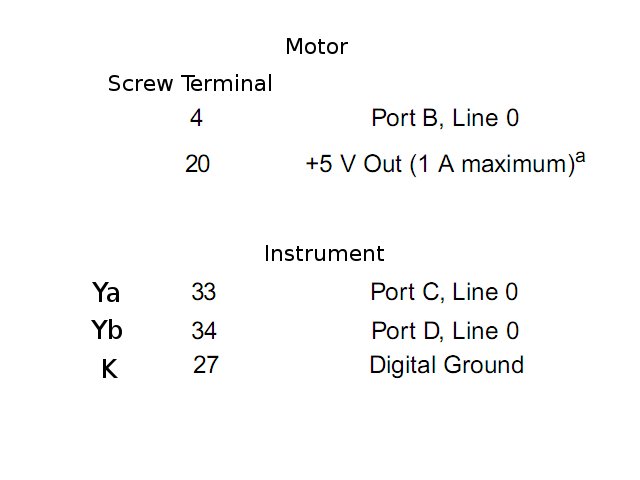 Motor
Screw Terminal
4 Port B, Line 0
20 +5 V Out (1 A maximum)a
Instrument
Ya 33 Port C, Line 0
Yb 34 Port D, Line 0
K 27 Digital Ground